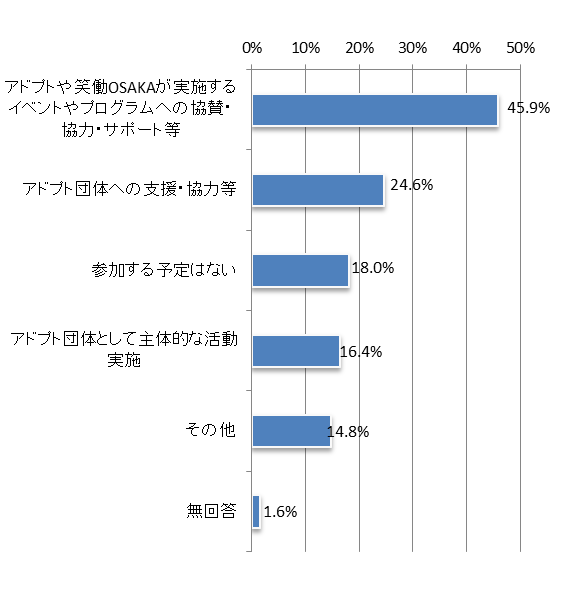 0% 10% 20% 30% 40% 50%
アドプトや笑働OSAKAが実施する
イベントやプログラムへの協賛・
協力・サポート等
45.9%
アドプト団体への支援・協力等
24.6%
参加する予定はない
18.0%
アドプト団体として主体的な活動
実施
16.4%
その他
14.8%
無回答
1.6%